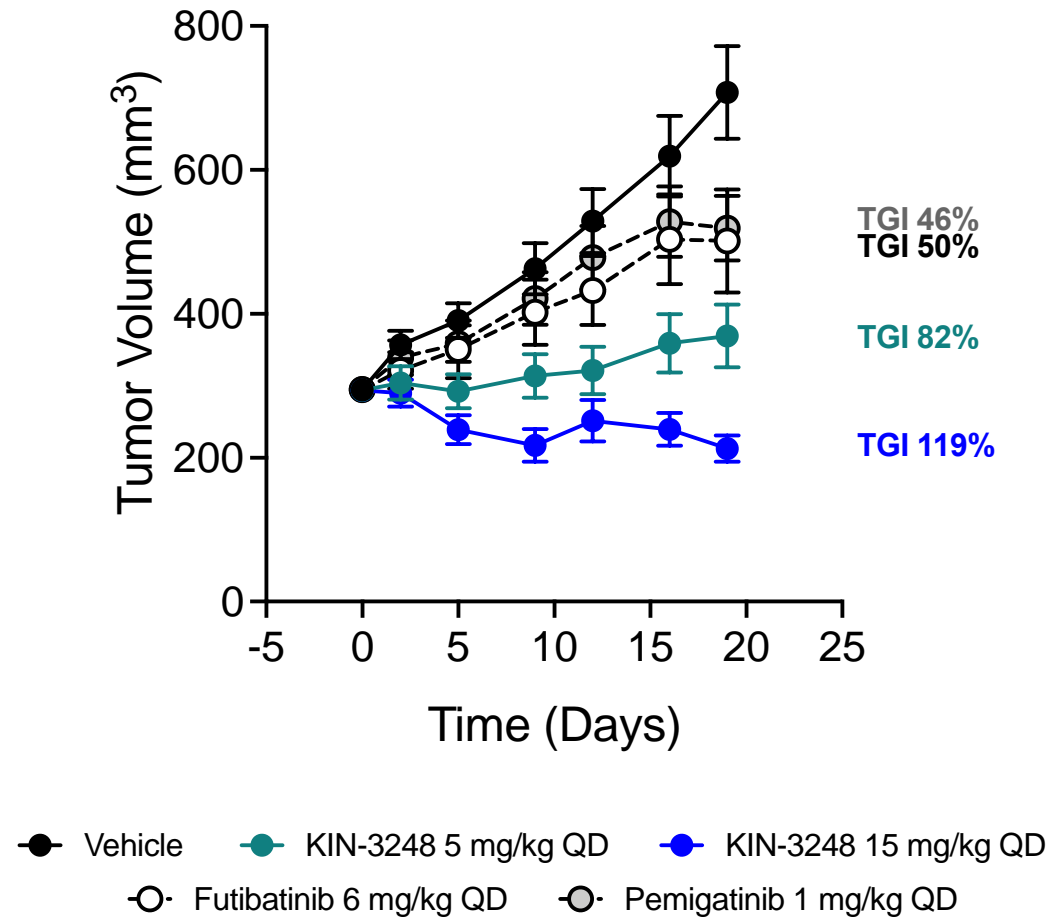 800
600
400
200
0
Tumor Volume (mm³)
-5 0 5 10 15 20 25
Time (Days)
TGI 46%
TGI 50%
TGI 82%
TGI 119%
Vehicle KIN-3248 5 mg/kg QD KIN-3248 15 mg/kg QD
Futibatinib 6 mg/kg QD Pemigatinib 1 mg/kg QD